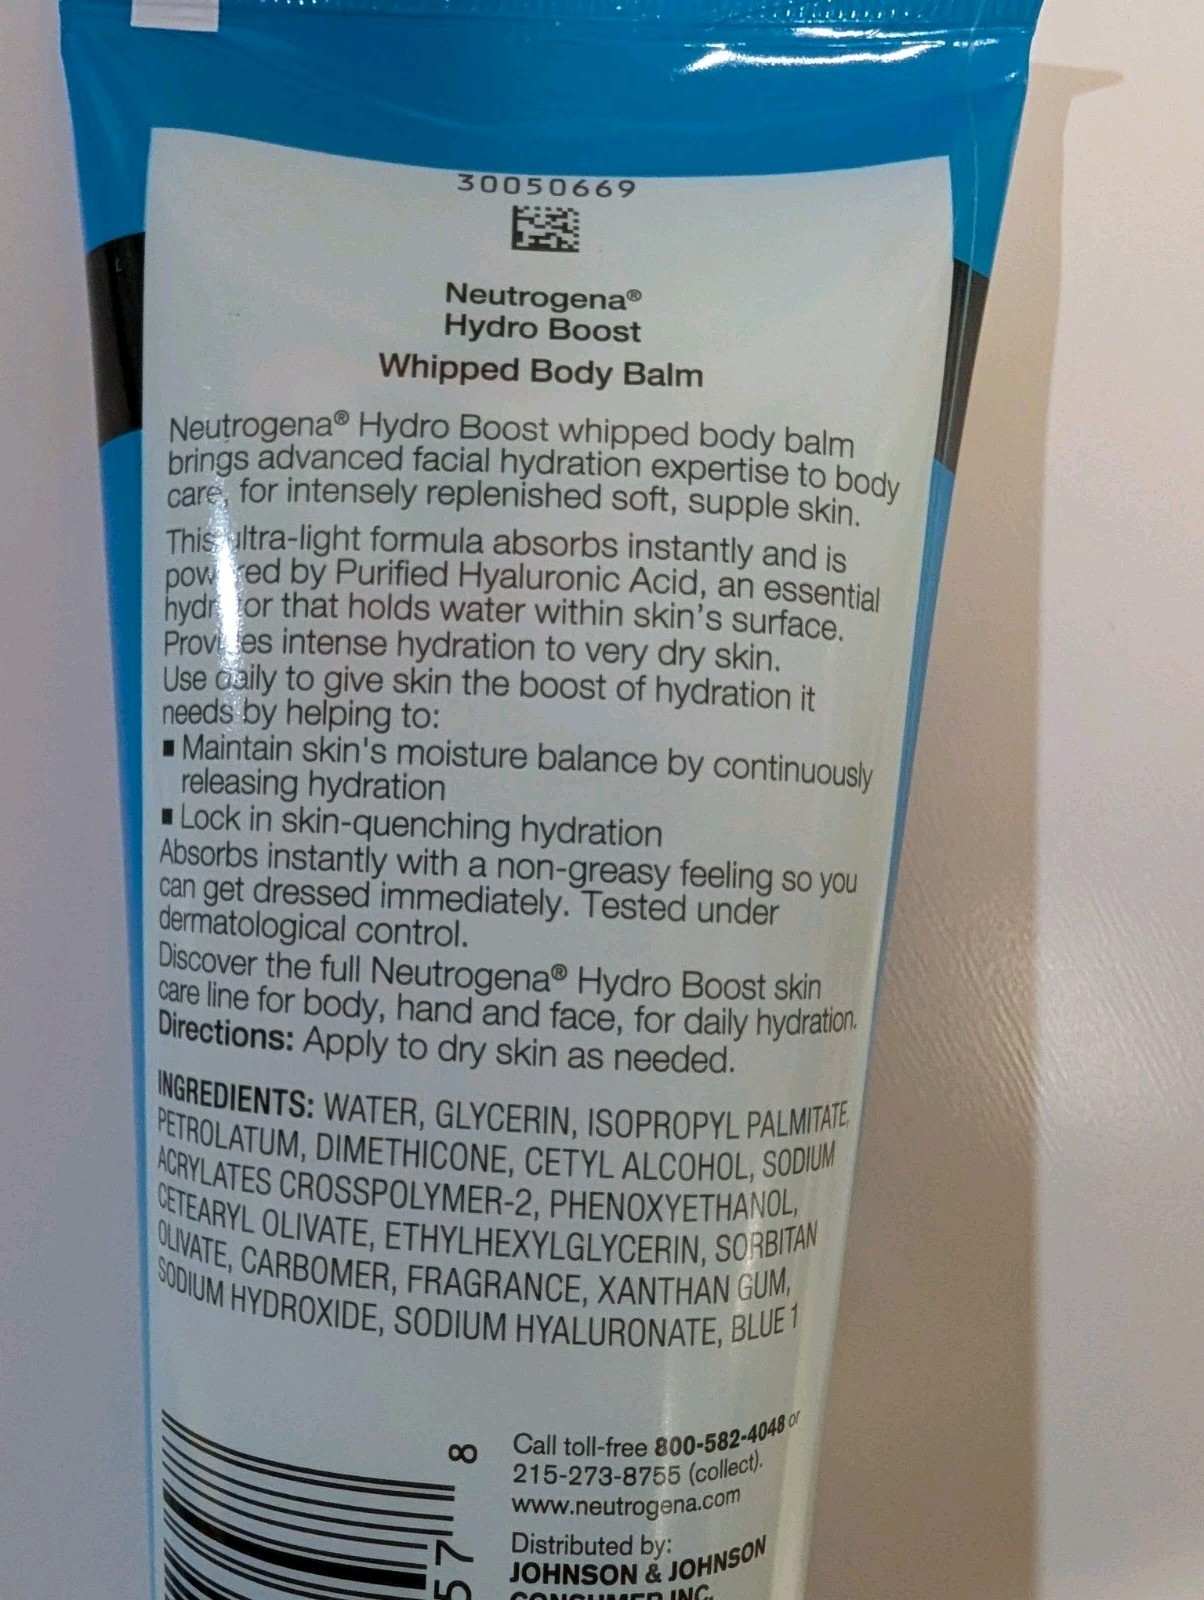 30050669
Neutrogena®
Hydro Boost
Whipped Body Balm
Neutrogena® Hydro Boost whipped body balm
brings advanced facial hydration expertise to body
care, for intensely replenished soft, supple skin.
This ultra-light formula absorbs instantly and is
powered by Purified Hyaluronic Acid, an essential
hydrator that holds water within skin's surface.
Provides intense hydration to very dry skin.
Use daily to give skin the boost of hydration it
needs by helping to:
▪ Maintain skin's moisture balance by continuously
releasing hydration
▪ Lock in skin-quenching hydration
Absorbs instantly with a non-greasy feeling so you
can get dressed immediately. Tested under
dermatological control.
Discover the full Neutrogena® Hydro Boost skin
care line for body, hand and face, for daily hydration.
Directions: Apply to dry skin as needed.
INGREDIENTS: WATER, GLYCERIN, ISOPROPYL PALMITATE,
PETROLATUM, DIMETHICONE, CETYL ALCOHOL, SODIUM
ACRYLATES CROSSPOLYMER-2, PHENOXYETHANOL,
CETEARYL OLIVATE, ETHYLHEXYLGLYCERIN, SORBITAN
OLIVATE, CARBOMER, FRAGRANCE, XANTHAN GUM,
SODIUM HYDROXIDE, SODIUM HYALURONATE, BLUE 1
Call toll-free 800-582-4048 or
215-273-8755 (collect).
www.neutrogena.com
Distributed by:
JOHNSON & JOHNSON
CONSUMER INC.
8
57